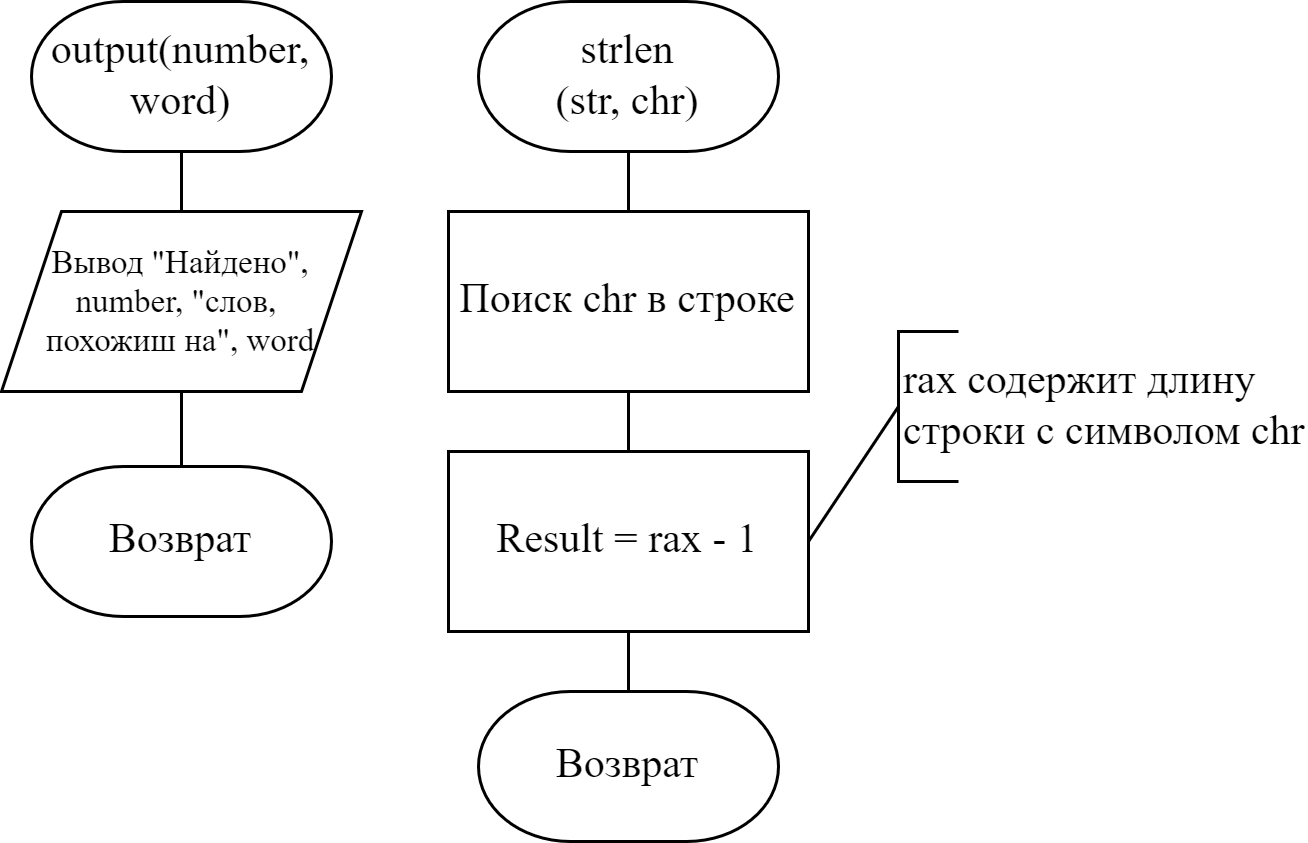 output(number,
word)
Вывод "Найдено",
number, "слов,
похожиш на", word
Возврат
strlen
(str, chr)
Поиск chr в строке
Result = rax - 1
Возврат
rax содержит длину
строки с символом chr